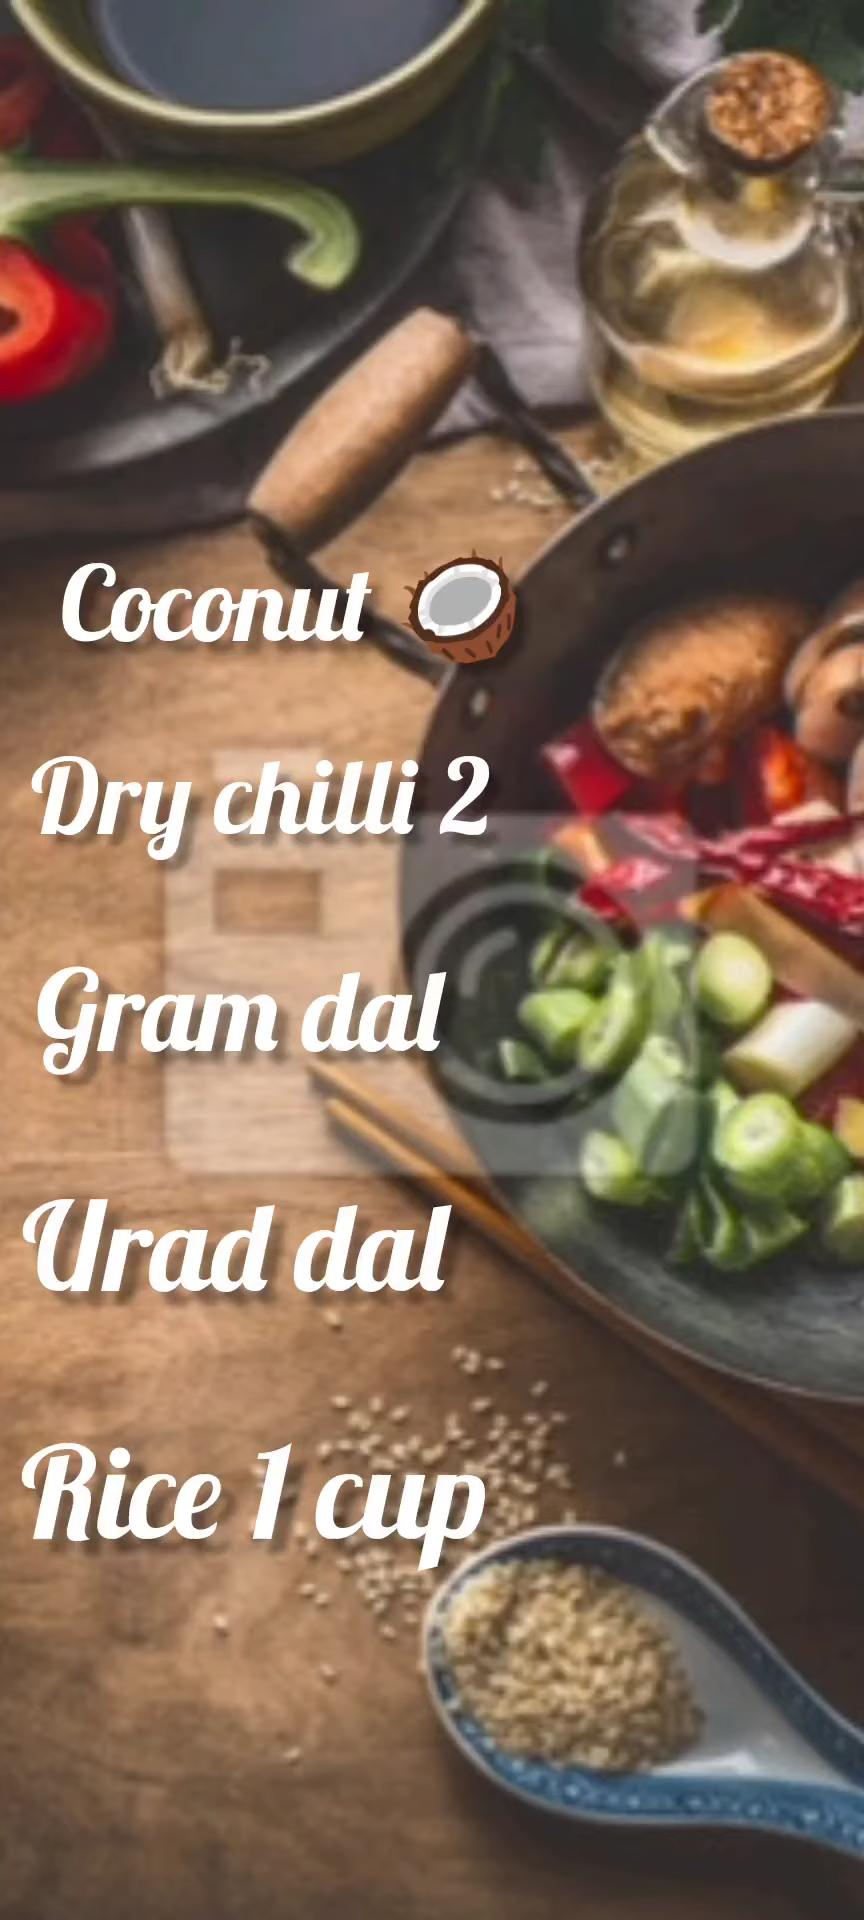 Coconut 🥥
Dry chilli 2
Gram dal
Urad dal
Rice 1 cup